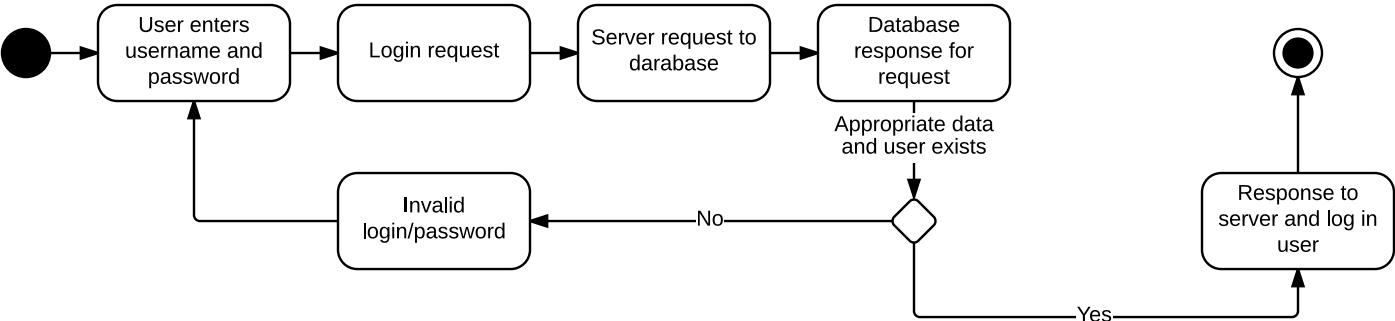 User enters
username and
password
Login request
Server request to
darabase
Database
response for
request
Appropriate data
and user exists
Invalid
login/password
No
Response to
server and log in
user
Yes